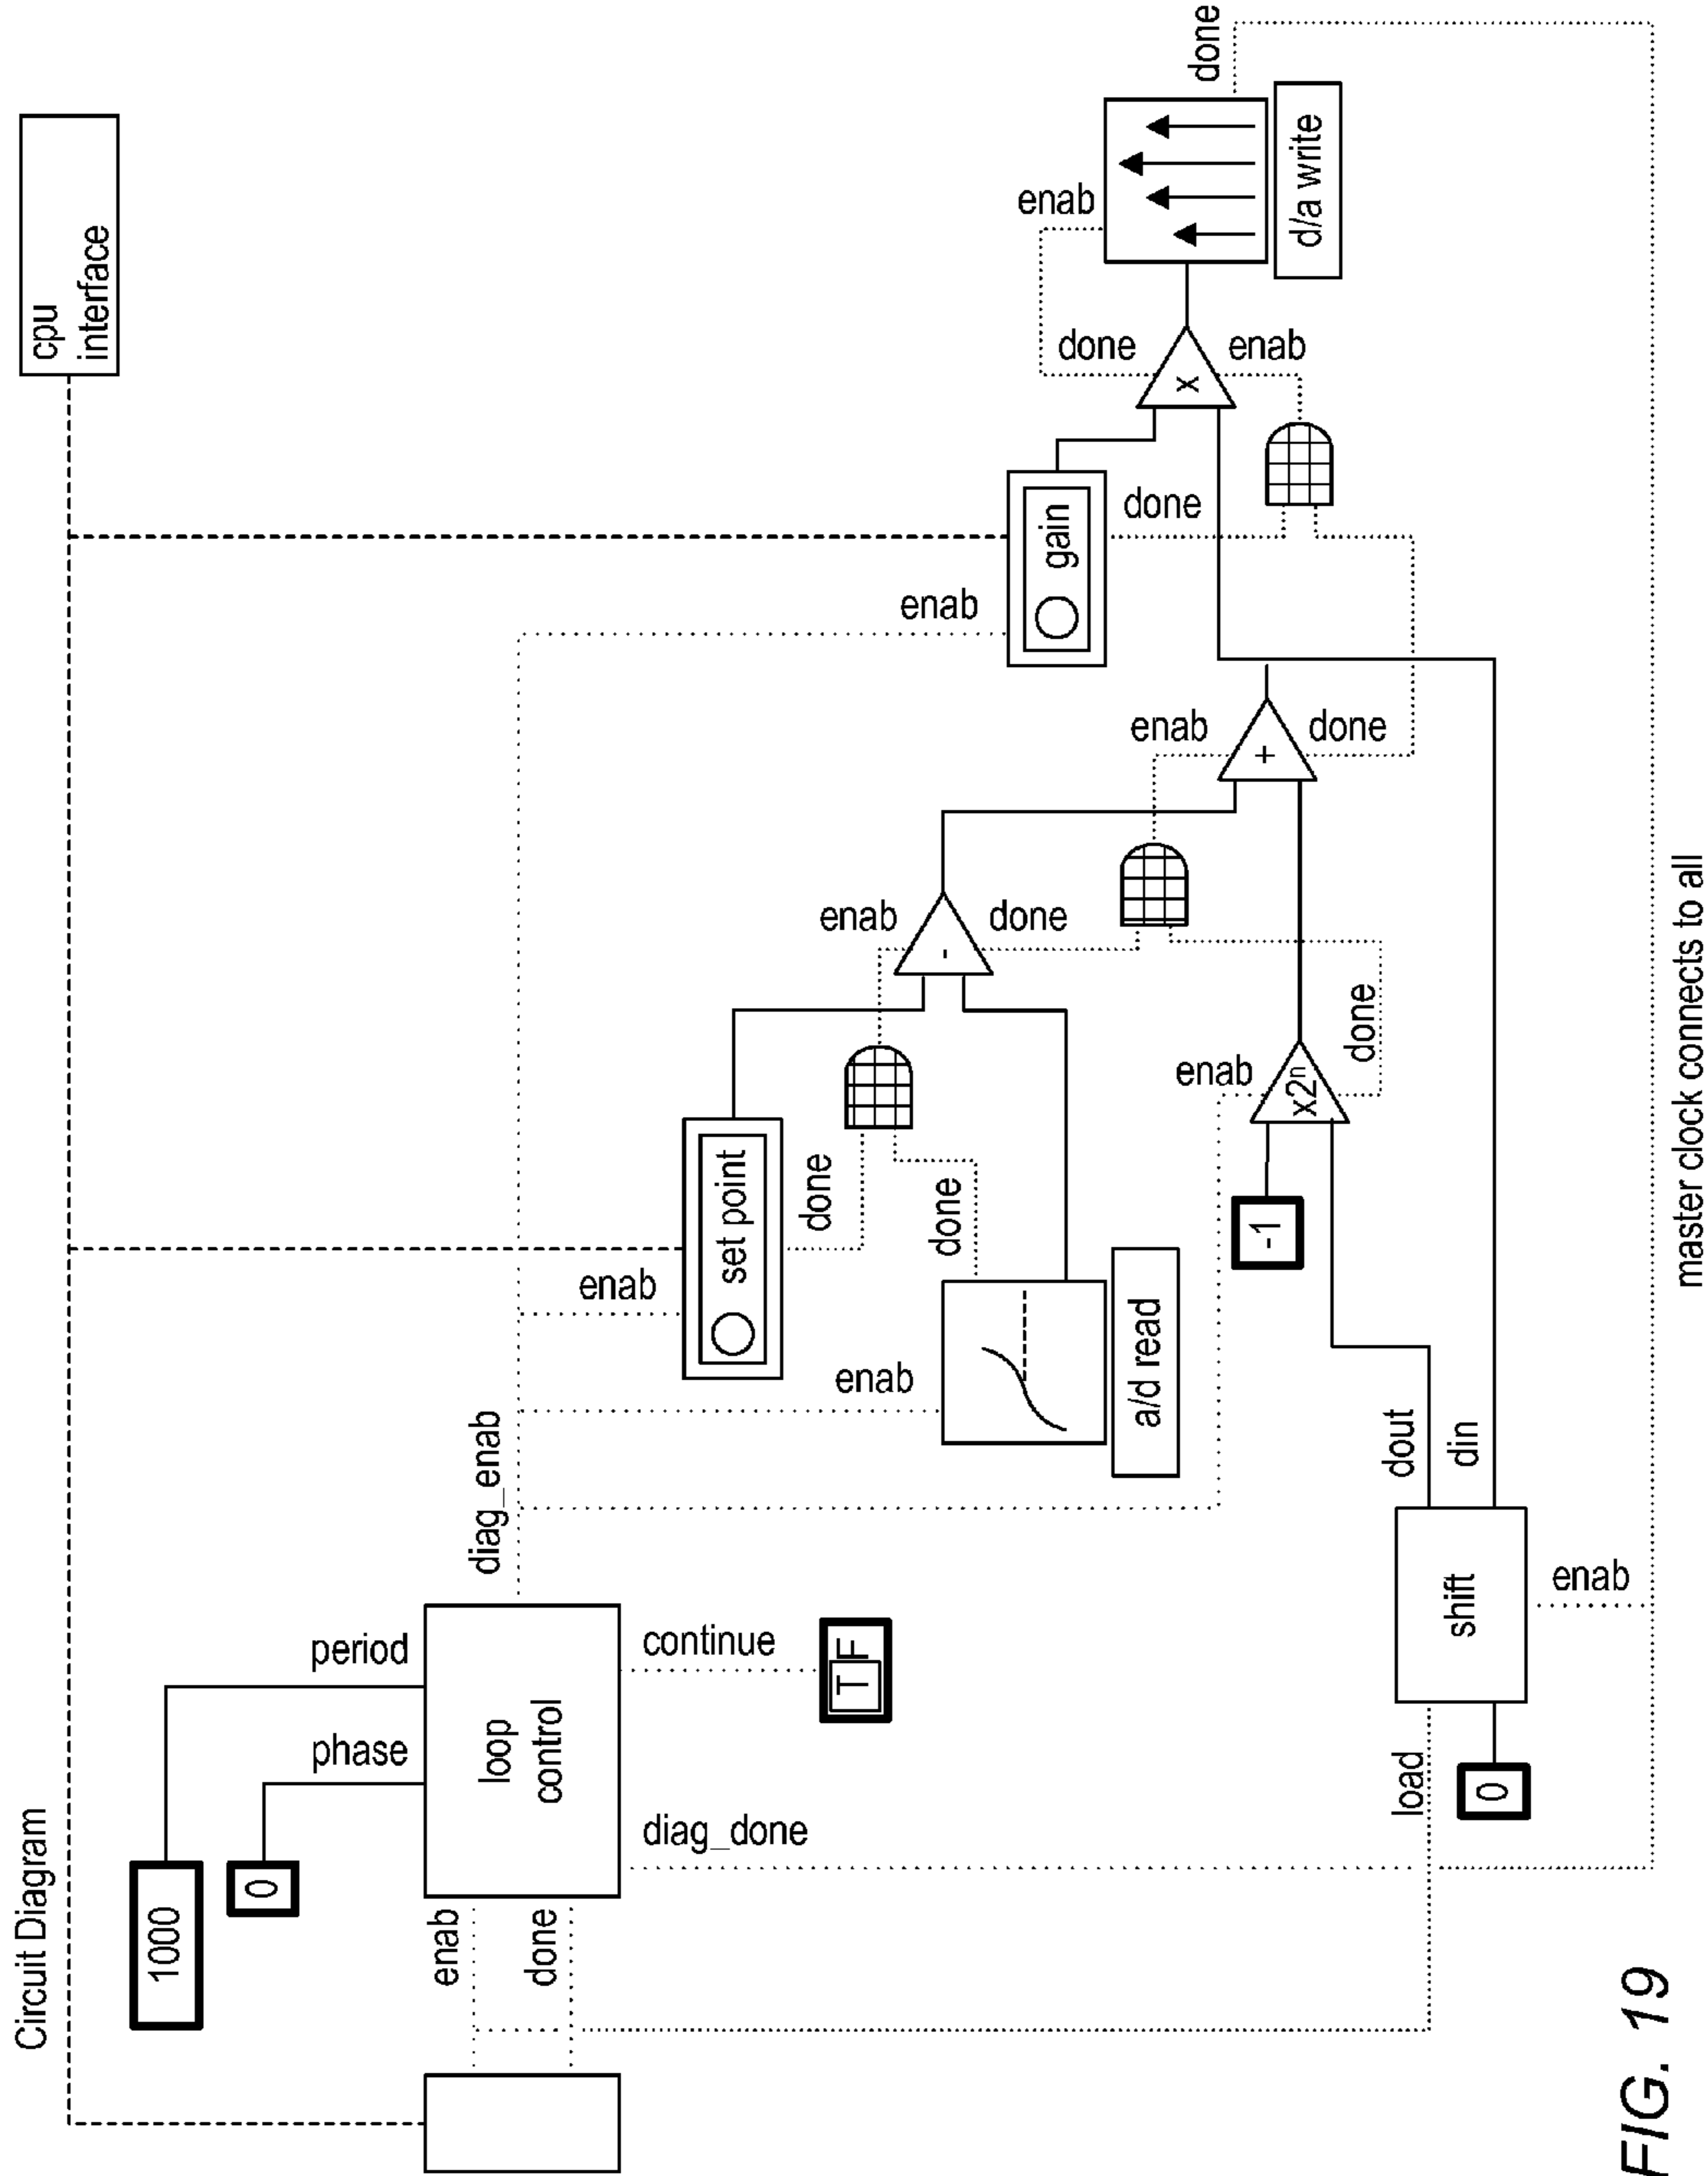 Circuit Diagram
cpu
interface
1000
0
phase
period
enab
done
loop
control
diag_enab
continue
TF
diag_done
enab
set point
done
enab
a/d read
done
enab
-
done
enab
x2ⁿ
done
-1
enab
+
done
enab
gain
done
done
x
enab
enab
d/a write
done
load
0
shift
dout
din
enab
master clock connects to all
FIG. 19